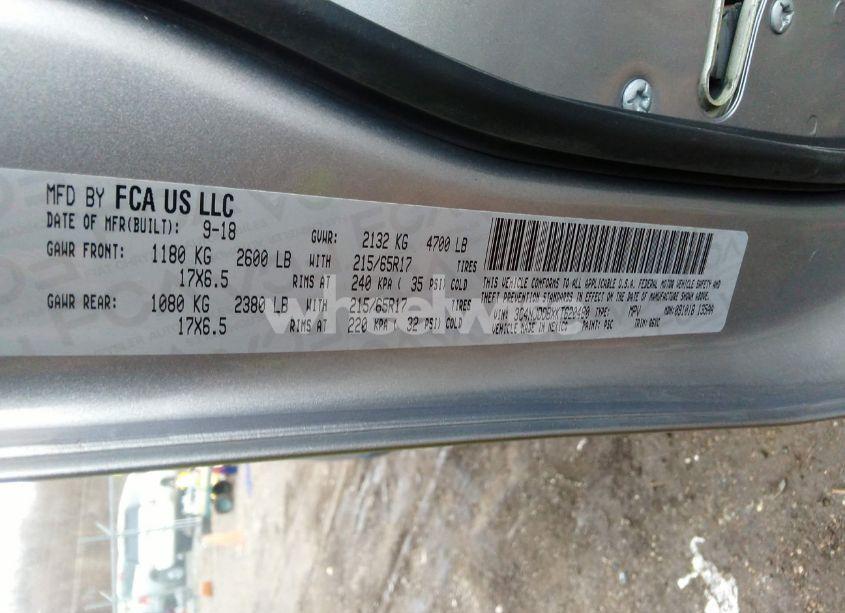 MFD BY FCA US LLC
DATE OF MFR(BUILT): 9-18 GVWR: 2132 KG 4700 LB
GAWR FRONT: 1180 KG 2600 LB WITH 215/65R17 TIRES
17X6.5 RIMS AT 240 KPA ( 35 PSI) COLD
GAWR REAR: 1080 KG 2380 LB WITH 215/65R17 TIRES
17X6.5 RIMS AT 220 KPA ( 32 PSI) COLD
THIS VEHICLE CONFORMS TO ALL APPLICABLE U.S.A. FEDERAL MOTOR VEHICLE SAFETY AND
THEFT PREVENTION STANDARDS IN EFFECT ON THE DATE OF MANUFACTURE SHOWN ABOVE.
VIN# TYPE: MPV MDH:
VEHICLE MADE IN MEXICO PAINT: PSC TRIM: